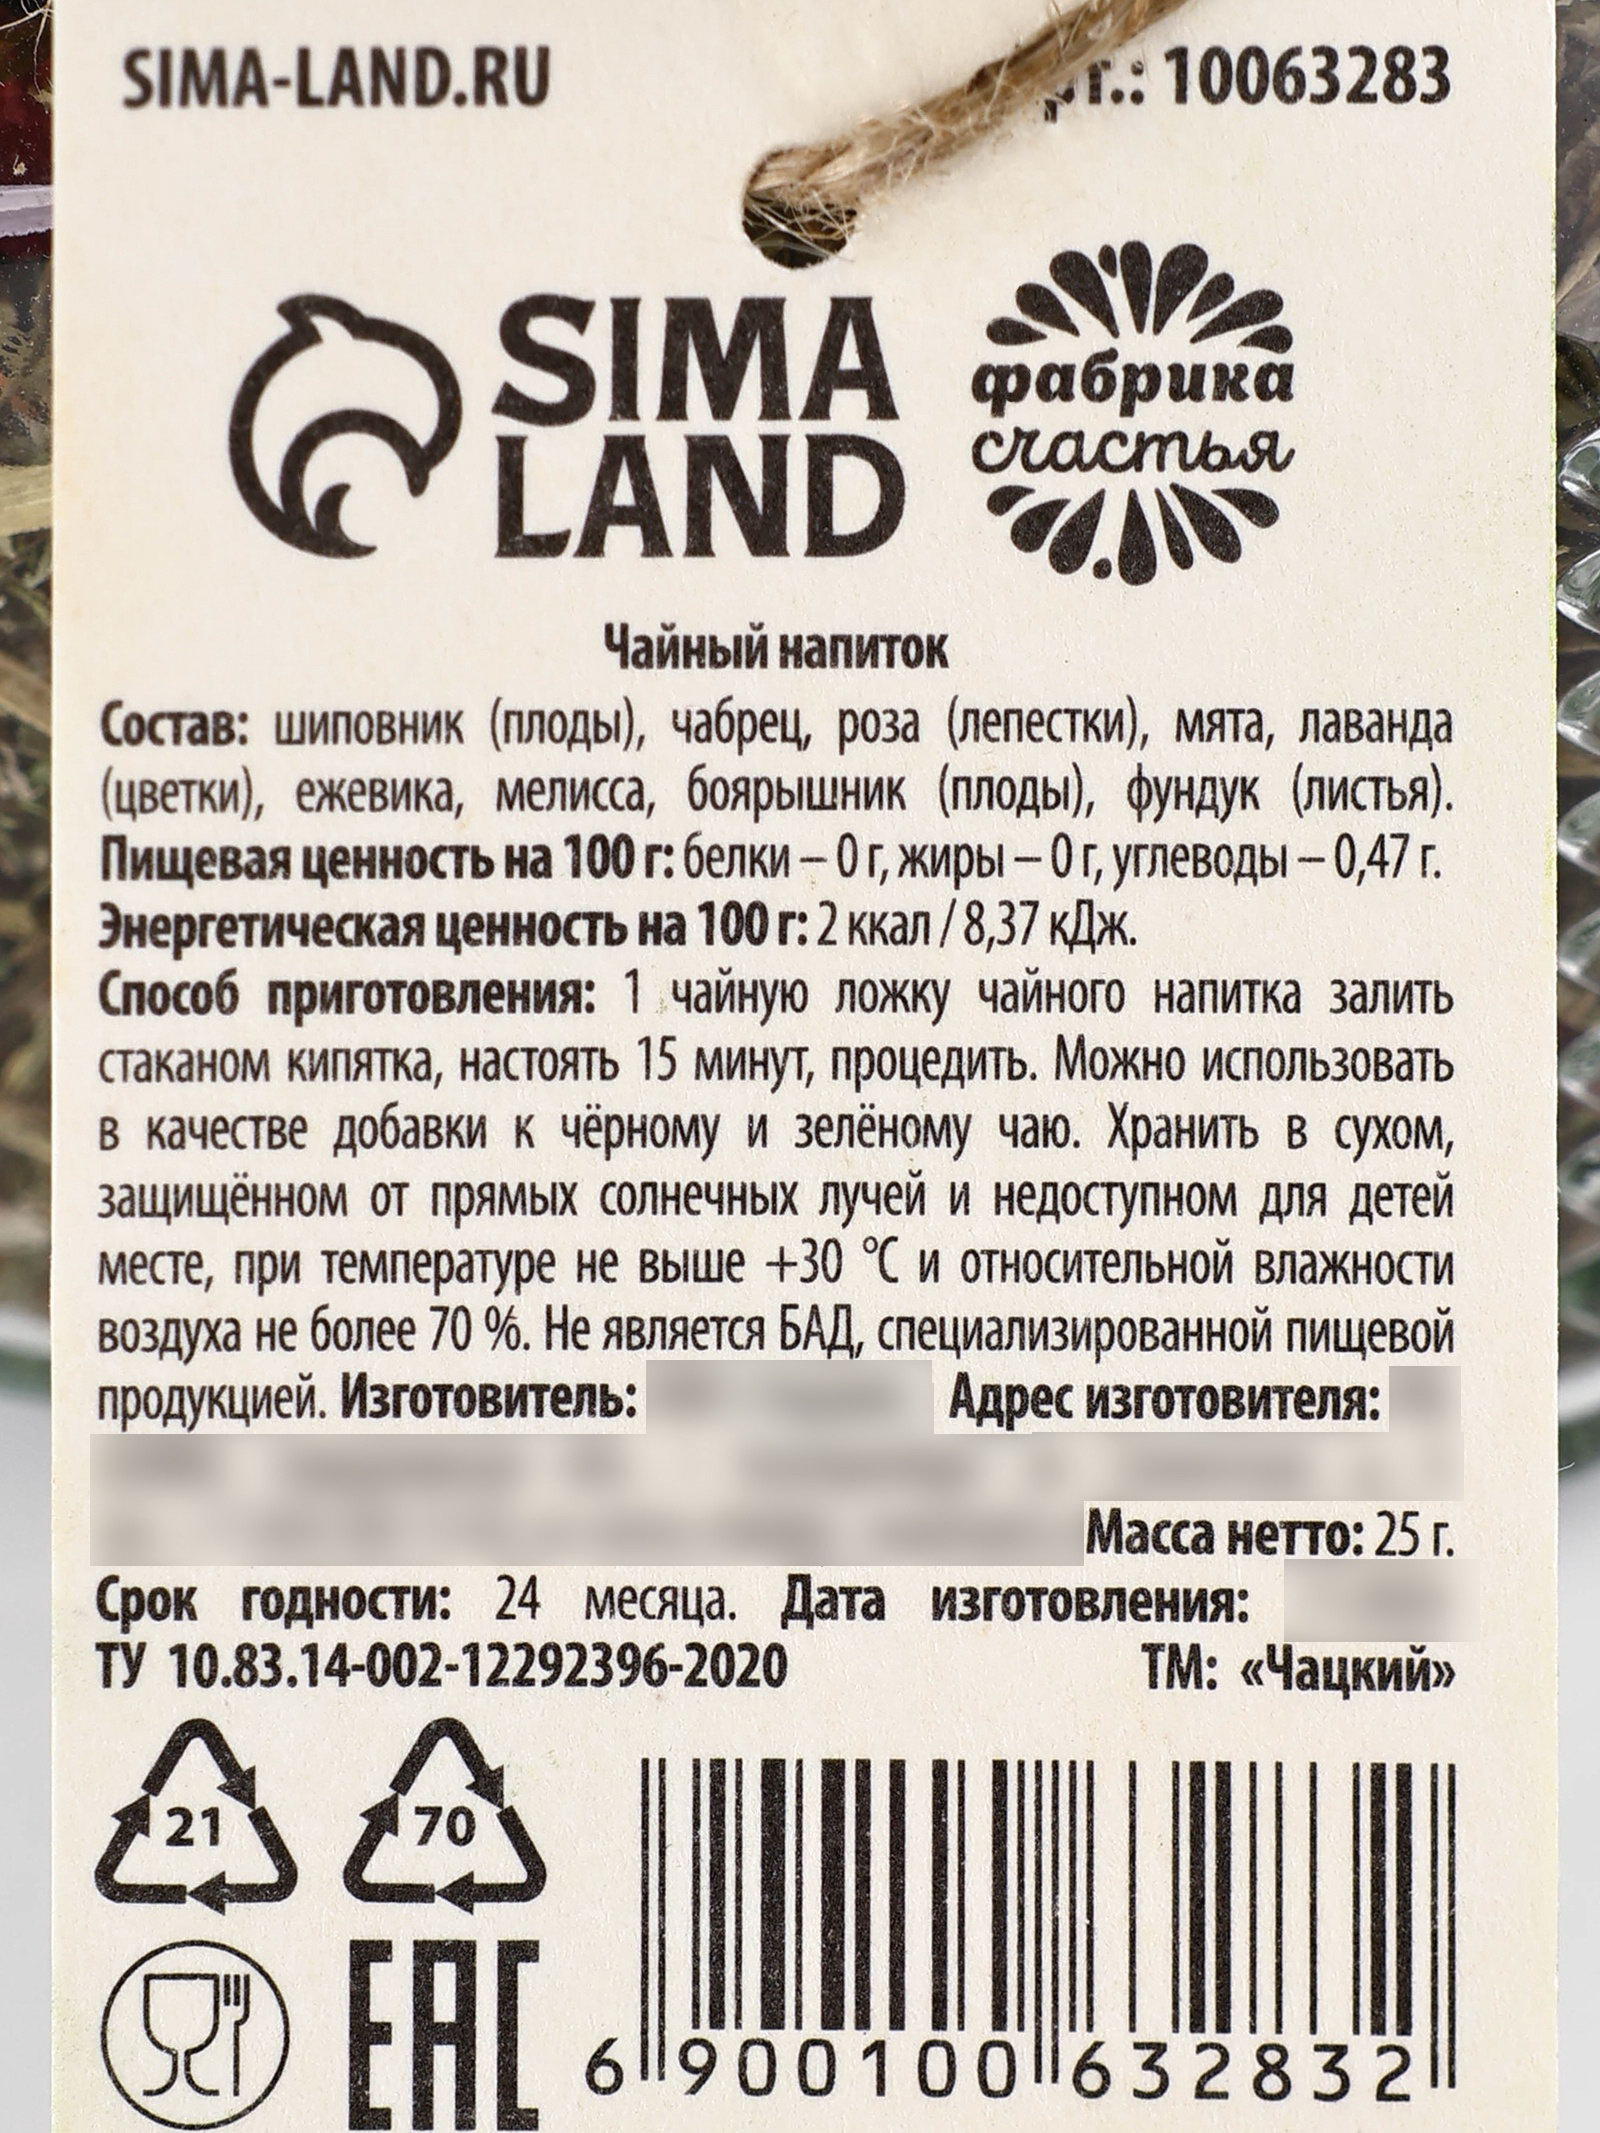 SIMA-LAND.RU
рт.: 10063283
SIMA
LAND
фабрика
счастья
Чайный напиток
Состав: шиповник (плоды), чабрец, роза (лепестки), мята, лаванда
(цветки), ежевика, мелисса, боярышник (плоды), фундук (листья).
Пищевая ценность на 100 г: белки – 0 г, жиры – 0 г, углеводы – 0,47 г.
Энергетическая ценность на 100 г: 2 ккал / 8,37 кДж.
Способ приготовления: 1 чайную ложку чайного напитка залить
стаканом кипятка, настоять 15 минут, процедить. Можно использовать
в качестве добавки к чёрному и зелёному чаю. Хранить в сухом,
защищённом от прямых солнечных лучей и недоступном для детей
месте, при температуре не выше +30 °С и относительной влажности
воздуха не более 70 %. Не является БАД, специализированной пищевой
продукцией. Изготовитель: Адрес изготовителя:
Масса нетто: 25 г.
Срок годности: 24 месяца. Дата изготовления:
ТУ 10.83.14-002-12292396-2020 ТМ: «Чацкий»
21
70
EAC
6 900100 632832